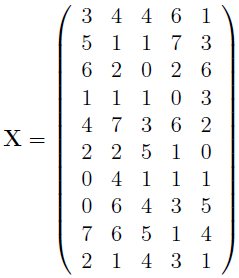 3 4 4 6 1
5 1 1 7 3
6 2 0 2 6
1 1 1 0 3
X = 4 7 3 6 2
2 2 5 1 0
0 4 1 1 1
0 6 4 3 5
7 6 5 1 4
2 1 4 3 1